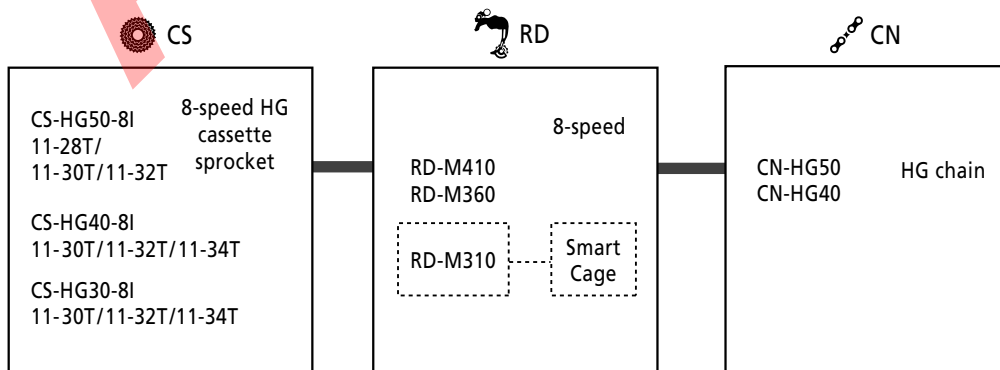 CS
RD
CN
CS-HG50-8I
11-28T/
11-30T/11-32T
8-speed HG
cassette
sprocket
CS-HG40-8I
11-30T/11-32T/11-34T
CS-HG30-8I
11-30T/11-32T/11-34T
8-speed
RD-M410
RD-M360
RD-M310
Smart
Cage
CN-HG50
CN-HG40
HG chain